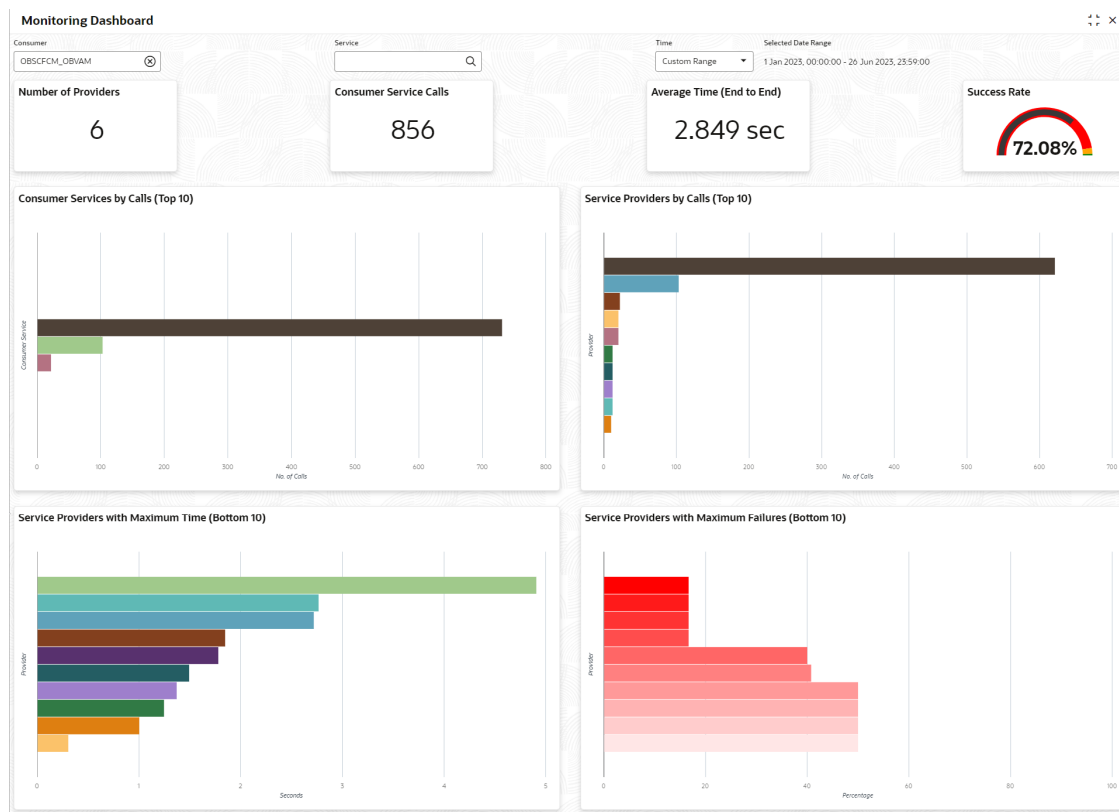 Monitoring Dashboard
Consumer Service Time Selected Date Range
OBSCFCM_OBVAM Custom Range 1 Jan 2023, 00:00:00 - 26 Jun 2023, 23:59:00
Number of Providers Consumer Service Calls Average Time (End to End) Success Rate
6 856 2.849 sec 72.08%
Consumer Services by Calls (Top 10)
Consumer Service
0 100 200 300 400 500 600 700 800
No. of Calls
Service Providers by Calls (Top 10)
Provider
0 100 200 300 400 500 600 700
No. of Calls
Service Providers with Maximum Time (Bottom 10)
Provider
0 1 2 3 4 5
Seconds
Service Providers with Maximum Failures (Bottom 10)
Provider
0 20 40 60 80 100
Percentage